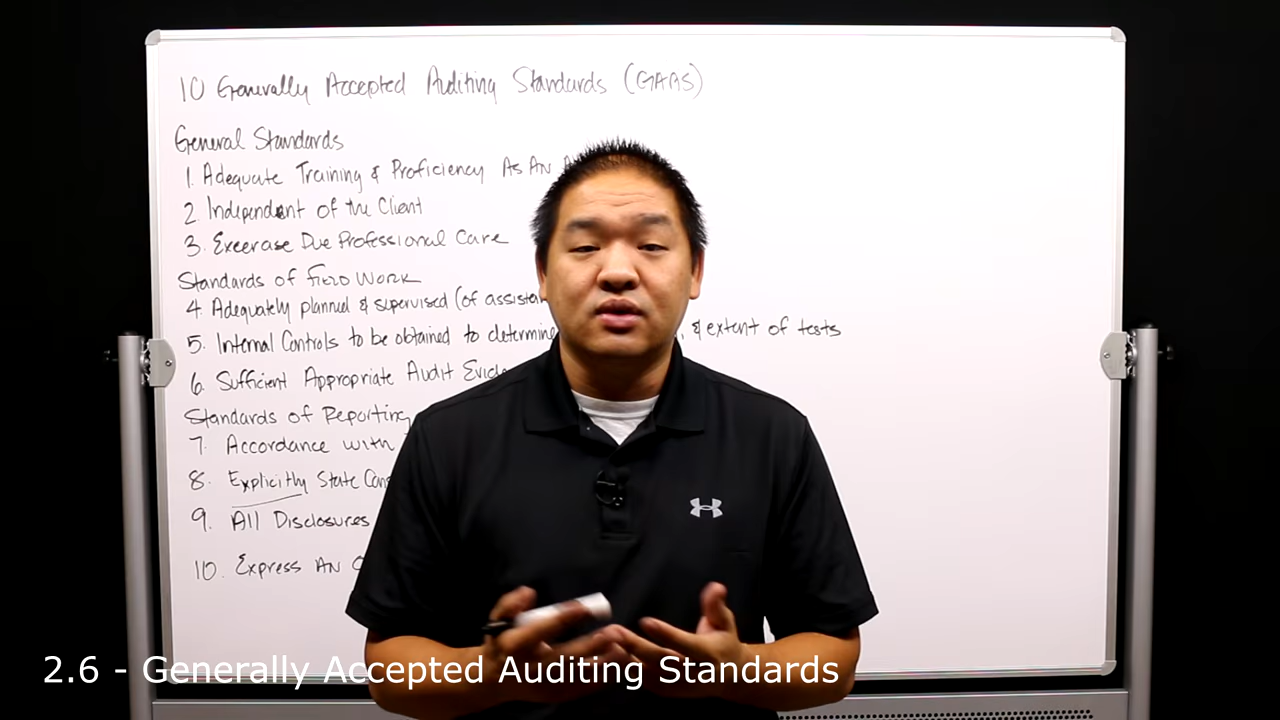 10 Generally Accepted Auditing Standards (GAAS)
General Standards
1. Adequate Training & Proficiency As An
2. Independent of the Client
3. Excerase Due Professional Care
Standards of Field Work
4. Adequately planned & supervised (of
5. Internal Controls to be obtained to determine & extent of tests
6. Sufficient Appropriate Audit
Standards of Reporting
7. Accordance with
8. Explicitly State
9. All Disclosures
10. Express An
2.6 - Generally Accepted Auditing Standards